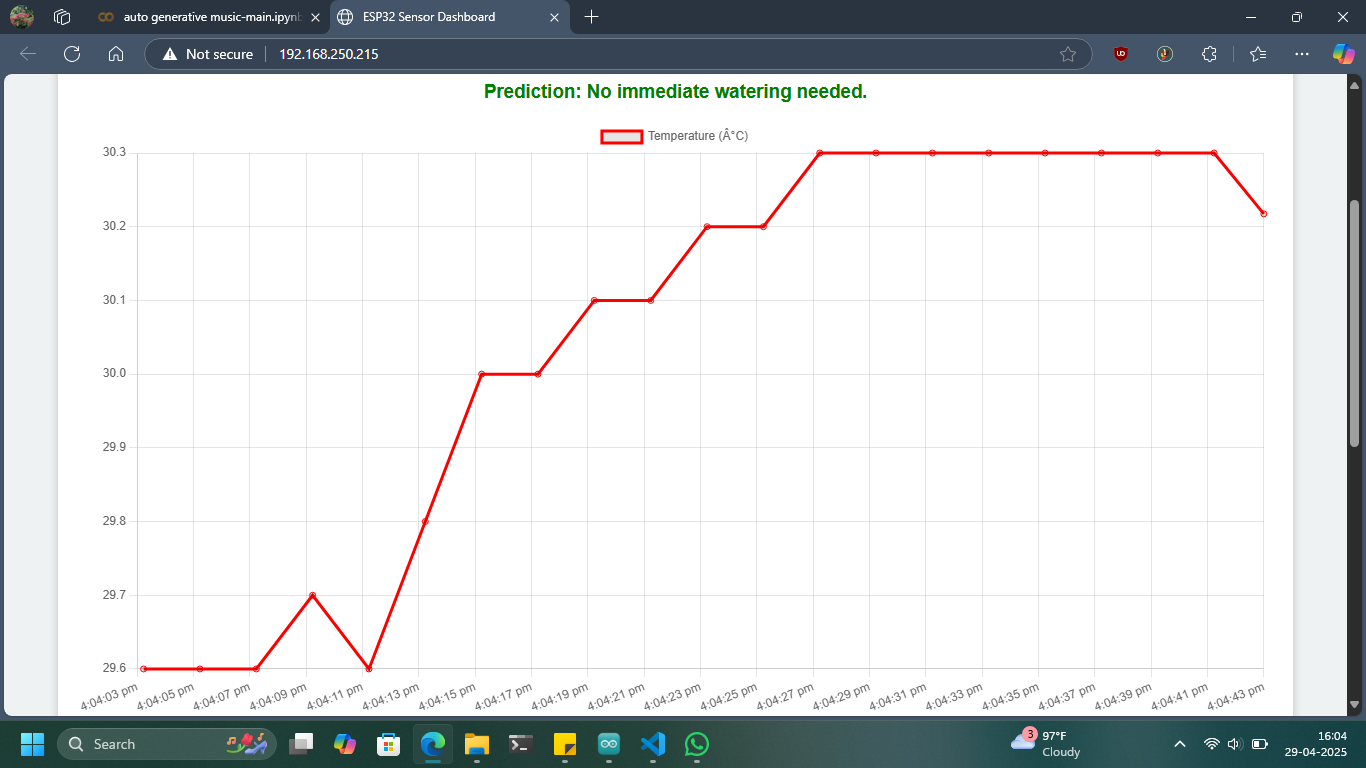 auto generative music-main.ipynb
ESP32 Sensor Dashboard
Not secure
192.168.250.215
UD
Prediction: No immediate watering needed.
Temperature (Â°C)
30.3
30.2
30.1
30.0
29.9
29.8
29.7
29.6
4:04:03 pm
4:04:05 pm
4:04:07 pm
4:04:09 pm
4:04:11 pm
4:04:13 pm
4:04:15 pm
4:04:17 pm
4:04:19 pm
4:04:21 pm
4:04:23 pm
4:04:25 pm
4:04:27 pm
4:04:29 pm
4:04:31 pm
4:04:33 pm
4:04:35 pm
4:04:37 pm
4:04:39 pm
4:04:41 pm
4:04:43 pm
Search
3
97°F
Cloudy
16:04
29-04-2025